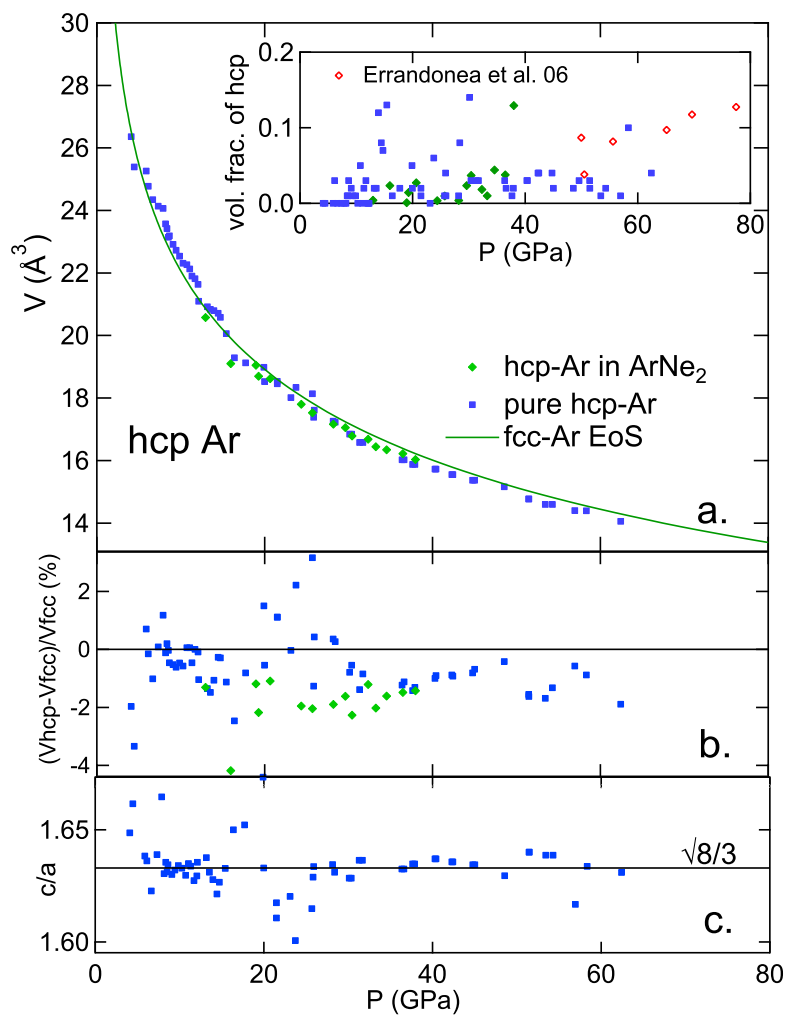 30
28
26
24
22
20
18
16
14
V (Å³)
0.2
0.1
0.0
vol. frac. of hcp
Errandonea et al. 06
0
20
40
60
80
P (GPa)
hcp-Ar in ArNe₂
pure hcp-Ar
fcc-Ar EoS
hcp Ar
a.
2
0
-2
-4
(Vhcp-Vfcc)/Vfcc (%)
b.
1.65
1.60
c/a
√8/3
c.
0
20
40
60
80
P (GPa)